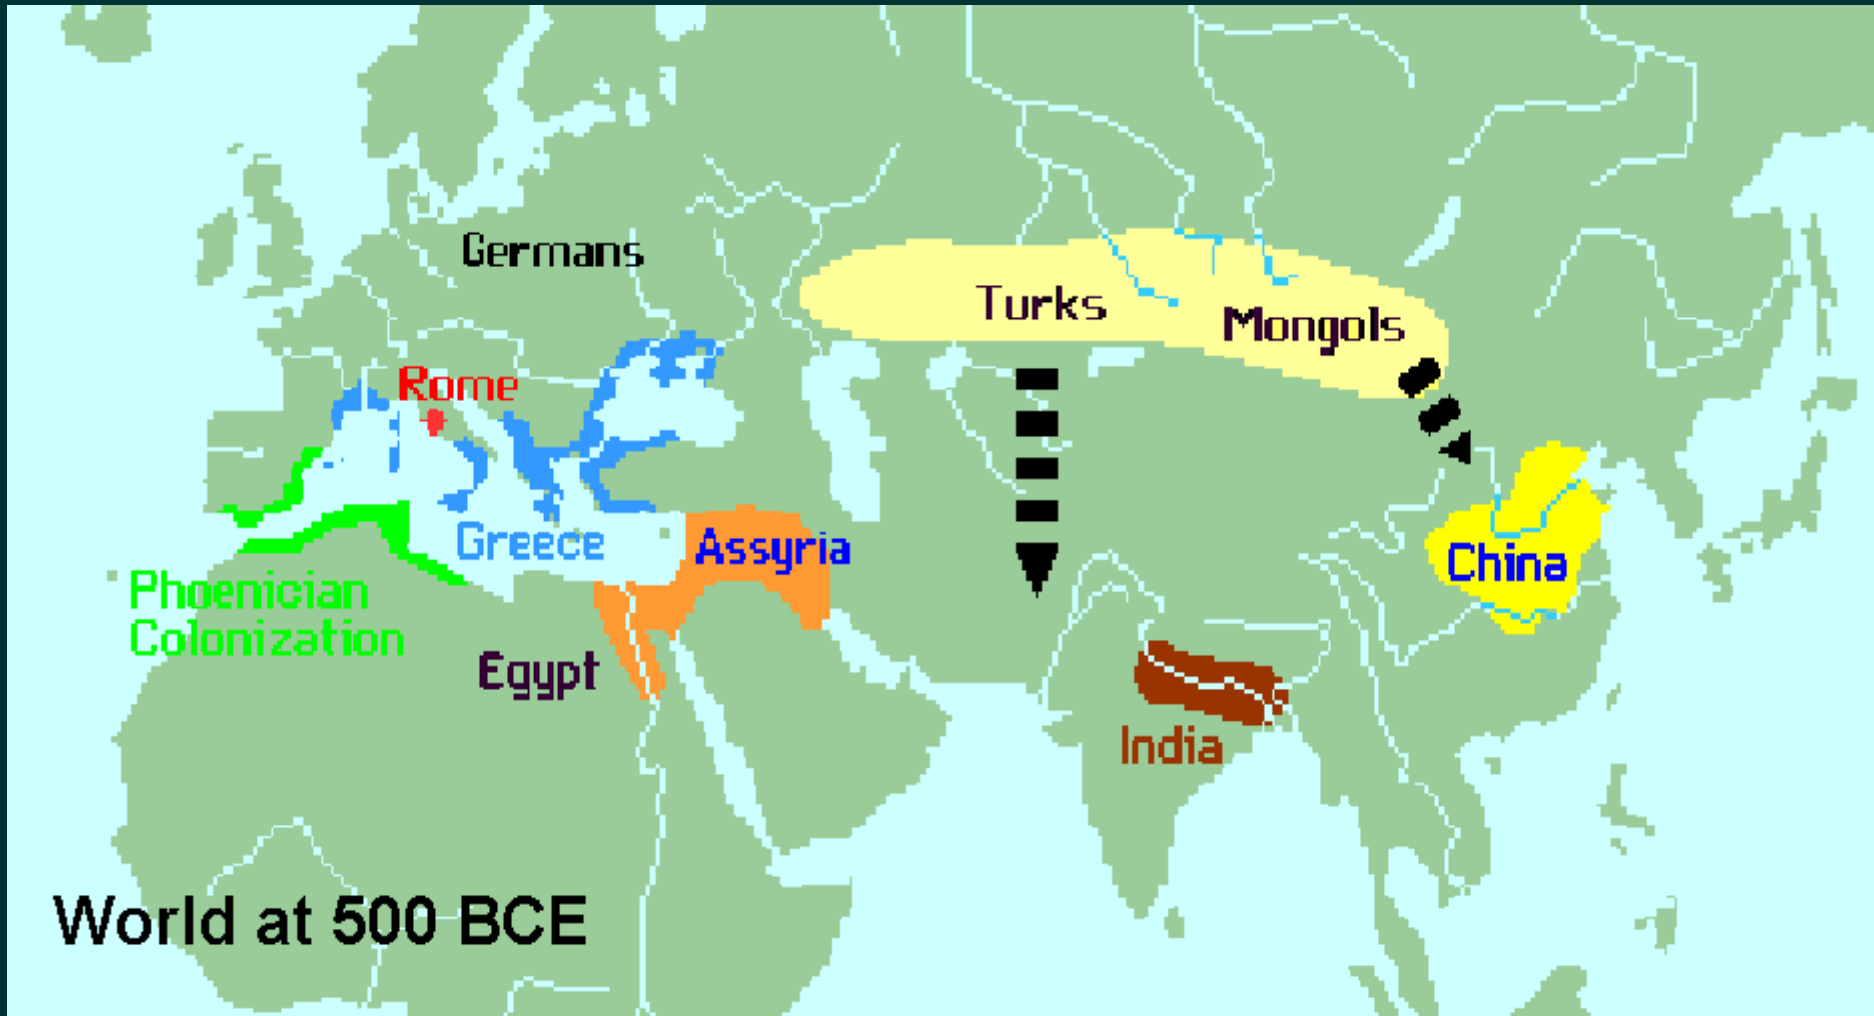 Germans
Turks
Mongols
Rome
Greece
Assyria
China
Phoenician
Colonization
Egypt
India
World at 500 BCE